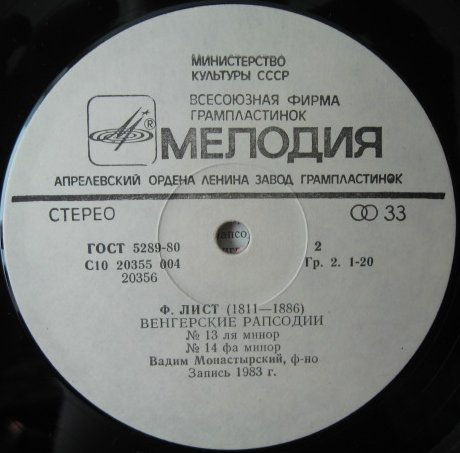 МИНИСТЕРСТВО
КУЛЬТУРЫ СССР
ВСЕСОЮЗНАЯ ФИРМА
ГРАМПЛАСТИНОК
® МЕЛОДИЯ
АПРЕЛЕВСКИЙ ОРДЕНА ЛЕНИНА ЗАВОД ГРАМПЛАСТИНОК
СТЕРЕО 33
ГОСТ 5289-80 2
С10 20355 004 Гр. 2. 1-20
20356
Ф. ЛИСТ (1811—1886)
ВЕНГЕРСКИЕ РАПСОДИИ
№ 13 ля минор
№ 14 фа минор
Вадим Монастырский, ф-но
Запись 1983 г.